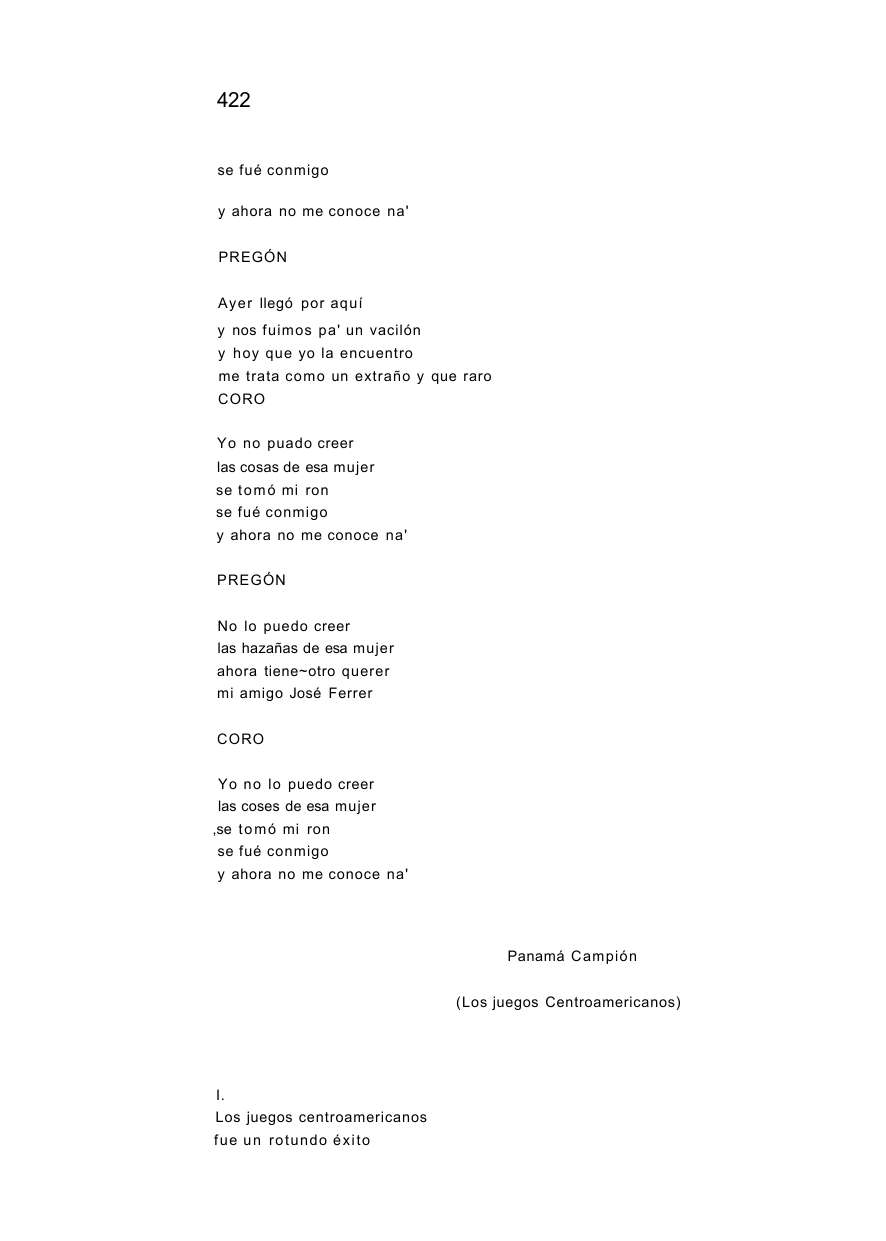 422
se fué conmigo
y ahora no me conoce na'
PREGÓN
Ayer llegó por aquí
y nos fuimos pa' un vacilón
y hoy que yo la encuentro
me trata como un extraño y que raro
CORO
Yo no puado creer
las cosas de esa mujer
se tomó mi ron
se fué conmigo
y ahora no me conoce na'
PREGÓN
No lo puedo creer
las hazañas de esa mujer
ahora tiene~otro querer
mi amigo José Ferrer
CORO
Yo no lo puedo creer
las coses de esa mujer
,se tomó mi ron
se fué conmigo
y ahora no me conoce na'
Panamá Campión
(Los juegos Centroamericanos)
I.
Los juegos centroamericanos
fue un rotundo éxito